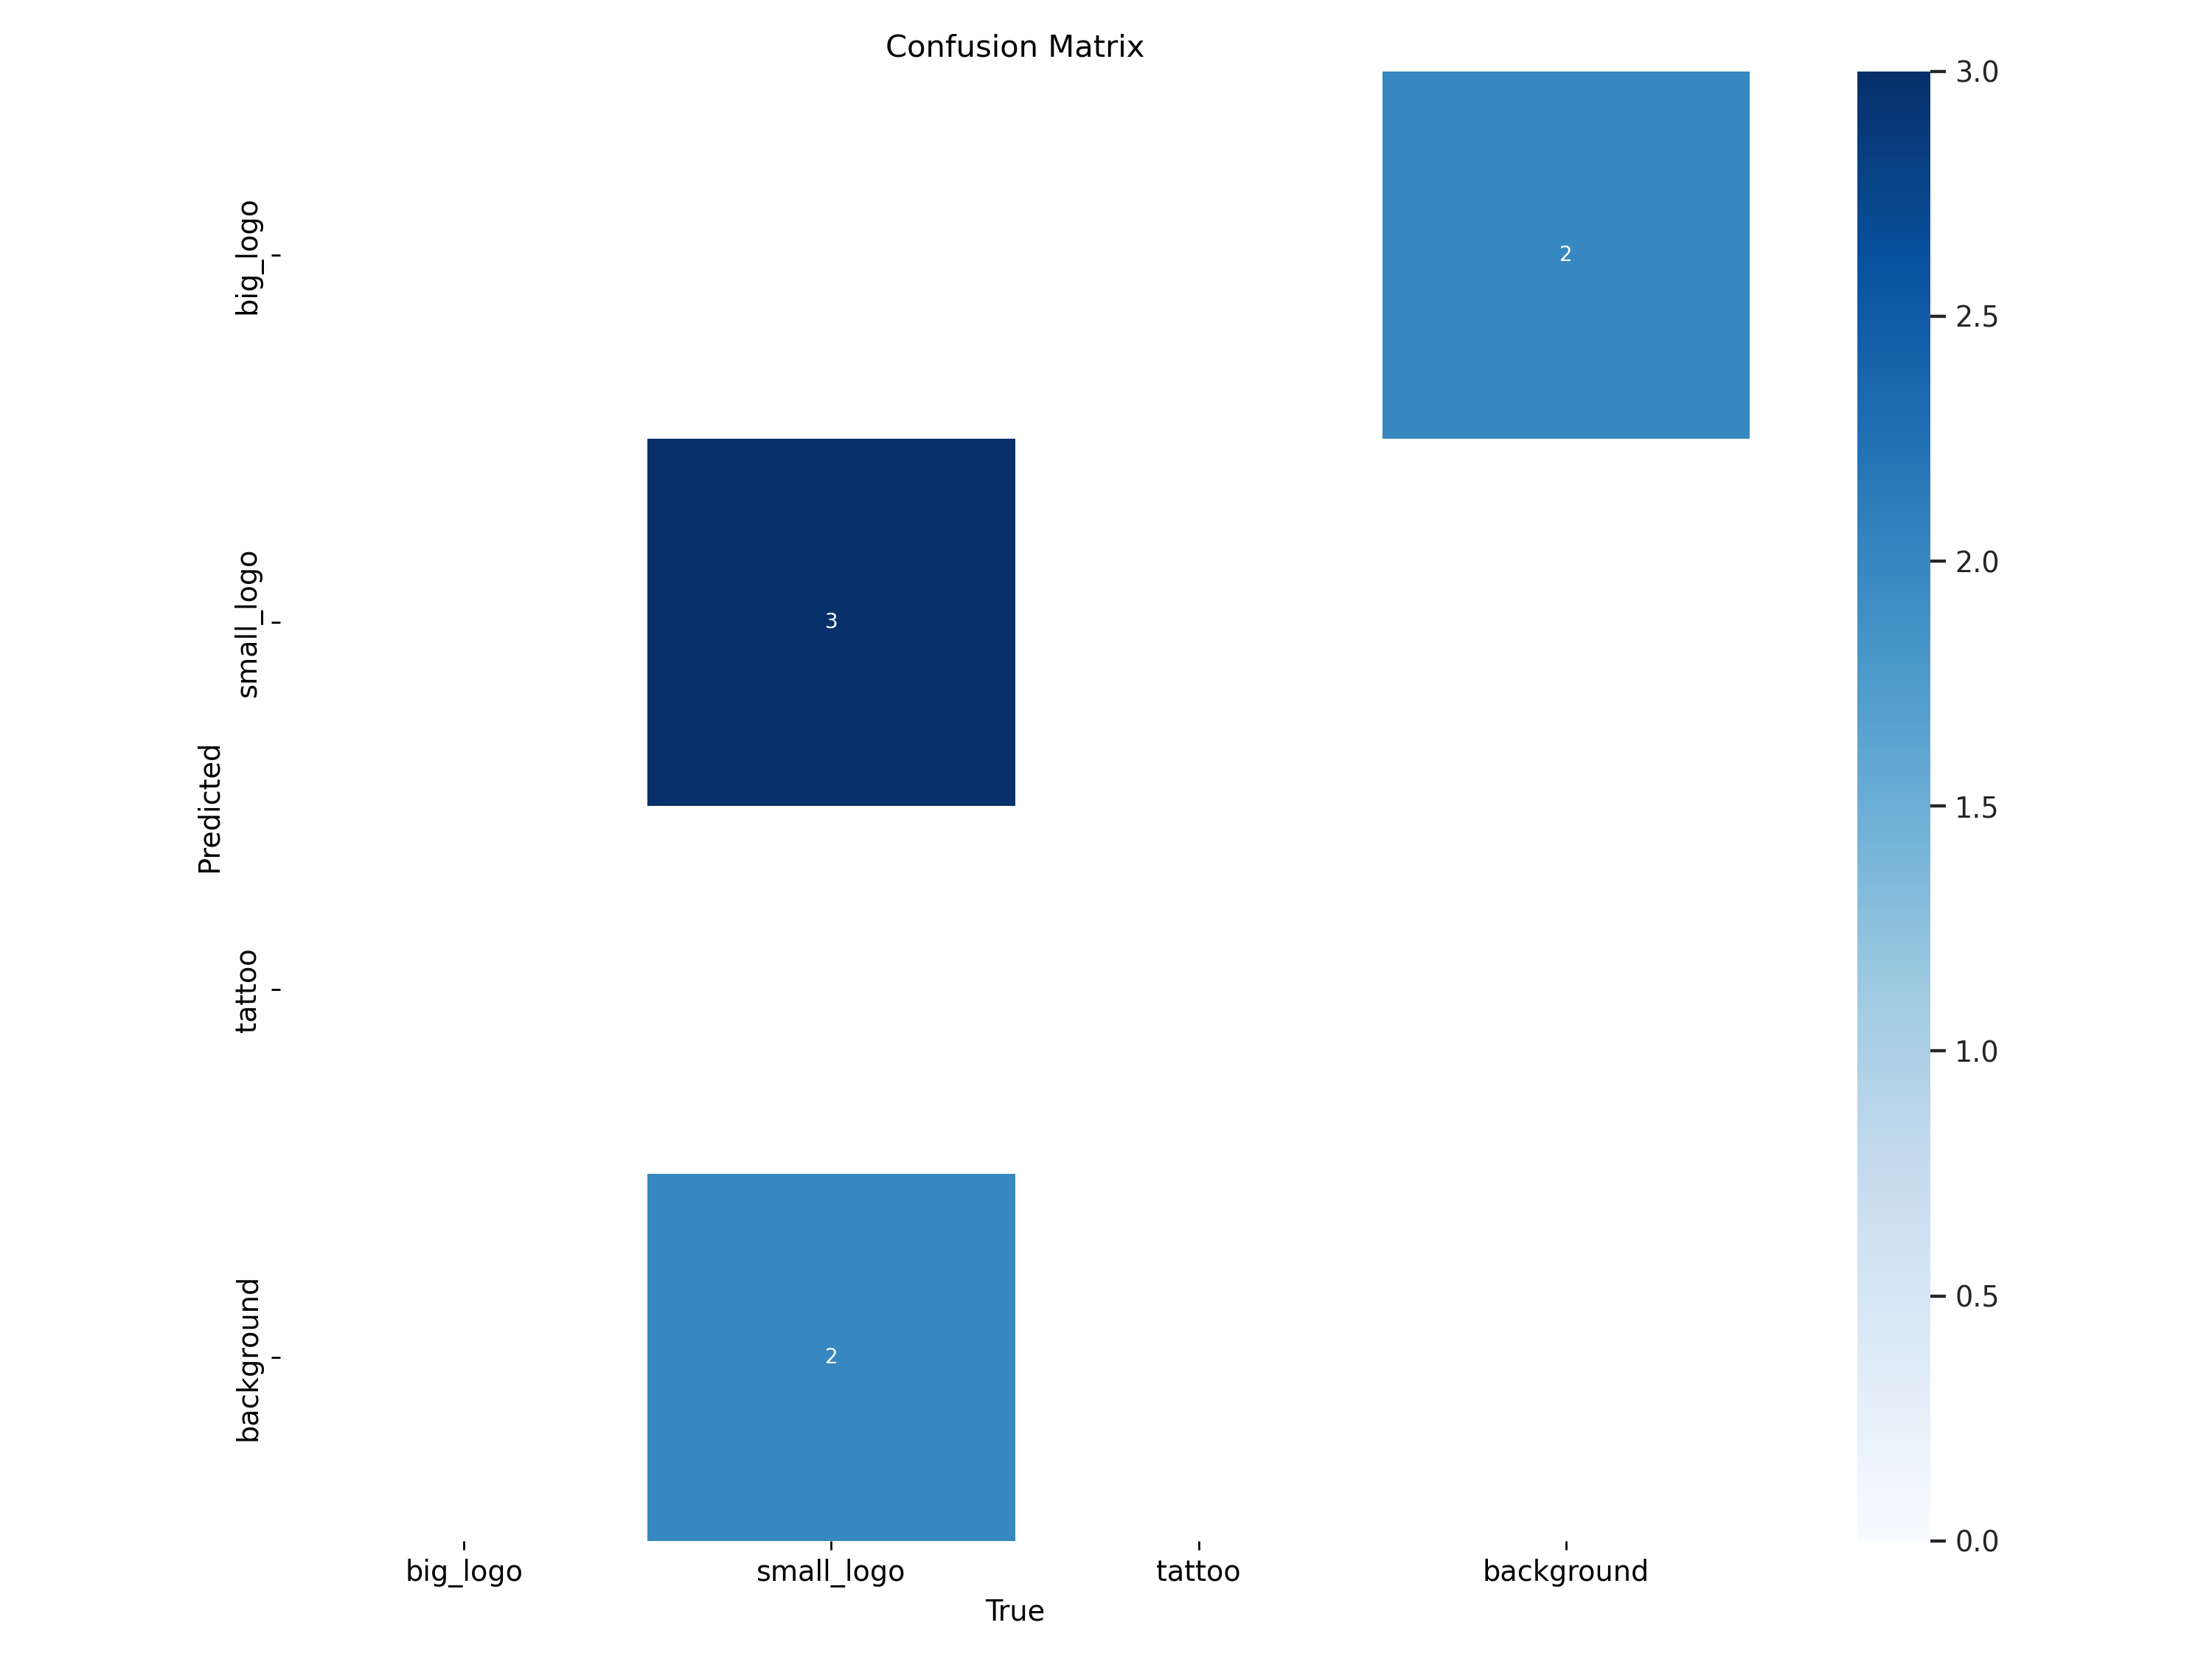 Confusion Matrix
big_logo
small_logo
tattoo
background
Predicted
2
3
2
big_logo
small_logo
tattoo
background
True
3.0
2.5
2.0
1.5
1.0
0.5
0.0